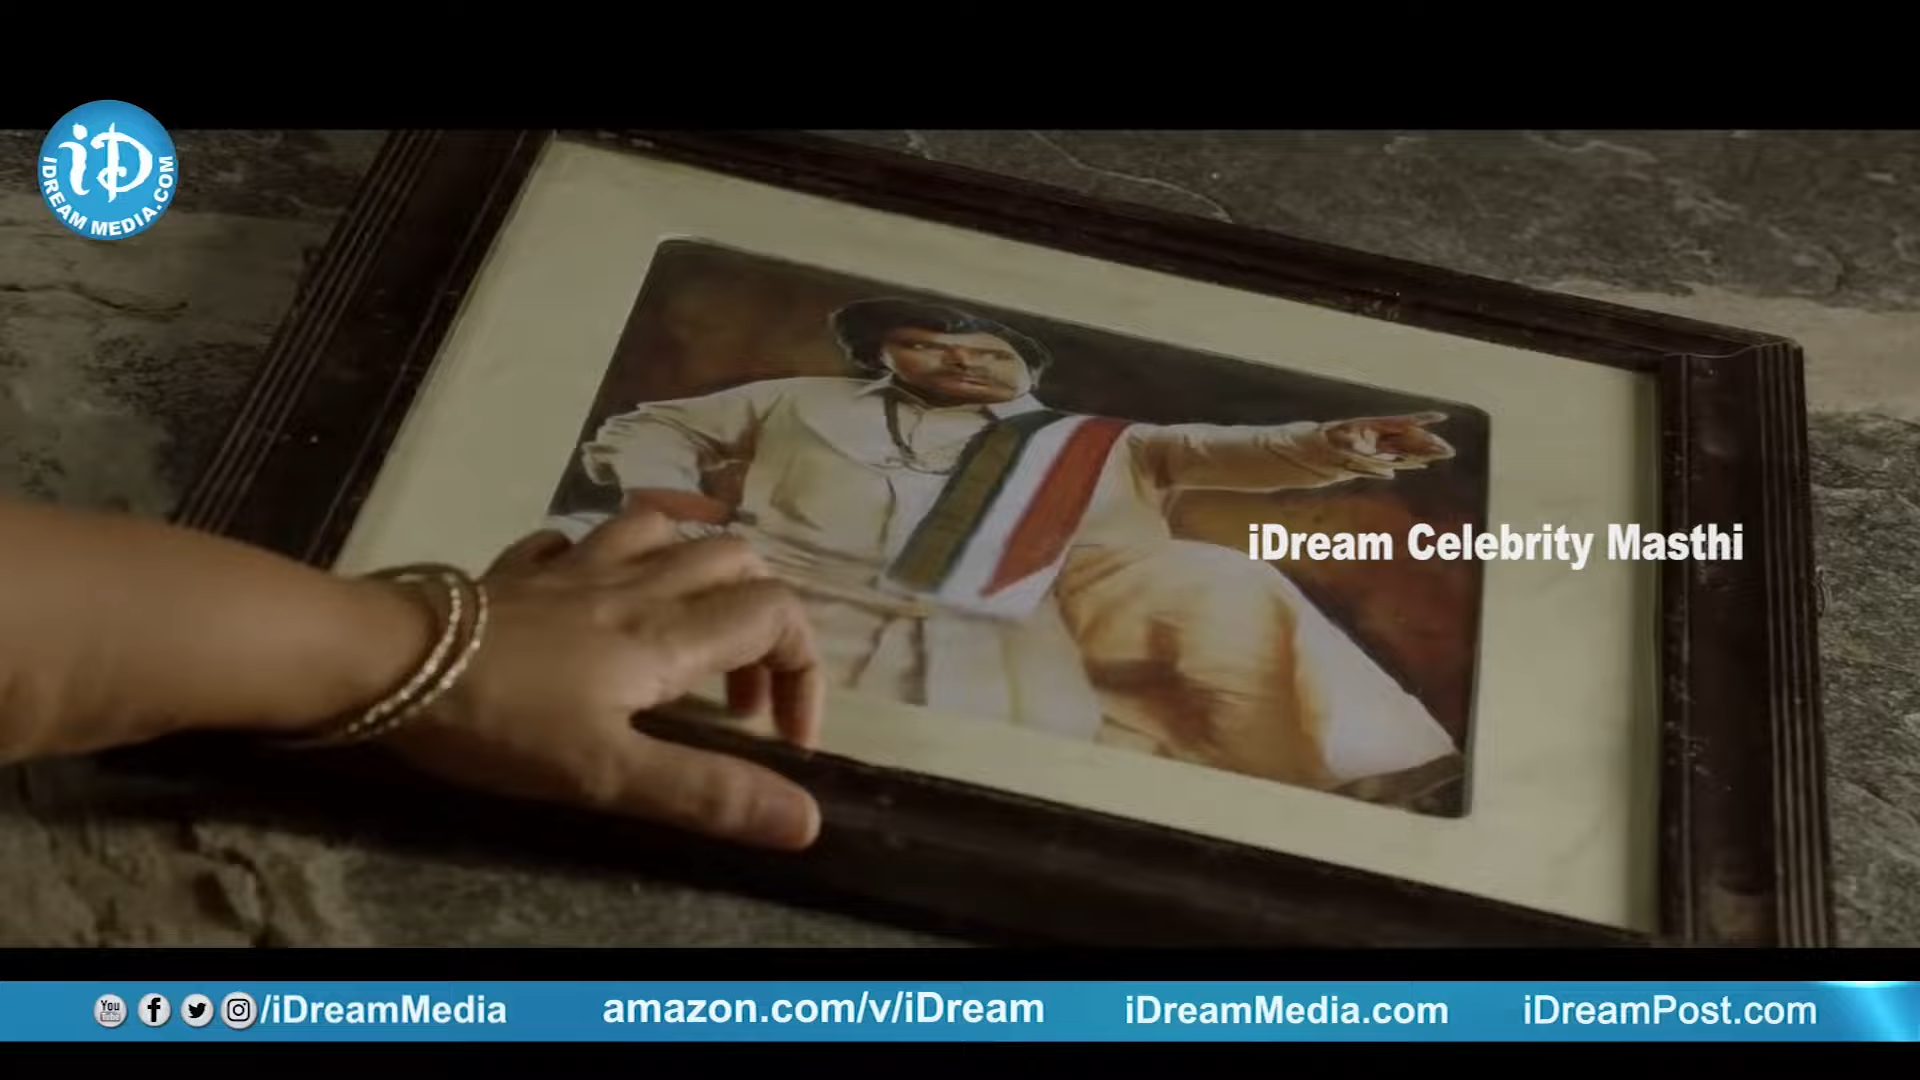 iD
IDREAM MEDIA.COM
iDream Celebrity Masthi
You Tube f /iDreamMedia
amazon.com/v/iDream
iDreamMedia.com
iDreamPost.com